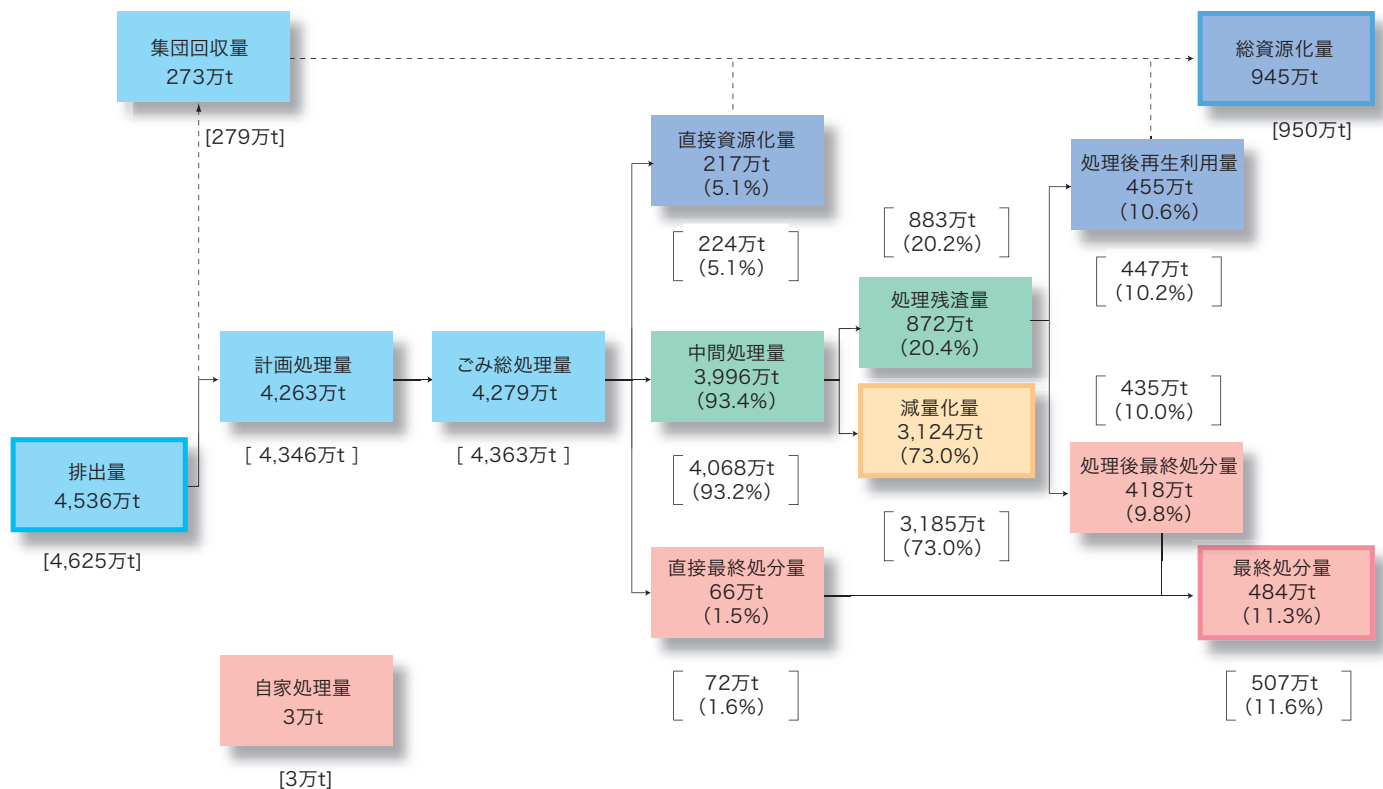 集団回収量
273万t
[279万t]
総資源化量
945万t
[950万t]
直接資源化量
217万t
(5.1%)
224万t
(5.1%)
処理後再生利用量
455万t
(10.6%)
447万t
(10.2%)
883万t
(20.2%)
処理残渣量
872万t
(20.4%)
計画処理量
4,263万t
[ 4,346万t ]
ごみ総処理量
4,279万t
[ 4,363万t ]
中間処理量
3,996万t
(93.4%)
4,068万t
(93.2%)
減量化量
3,124万t
(73.0%)
3,185万t
(73.0%)
435万t
(10.0%)
処理後最終処分量
418万t
(9.8%)
排出量
4,536万t
[4,625万t]
直接最終処分量
66万t
(1.5%)
72万t
(1.6%)
最終処分量
484万t
(11.3%)
507万t
(11.6%)
自家処理量
3万t
[3万t]